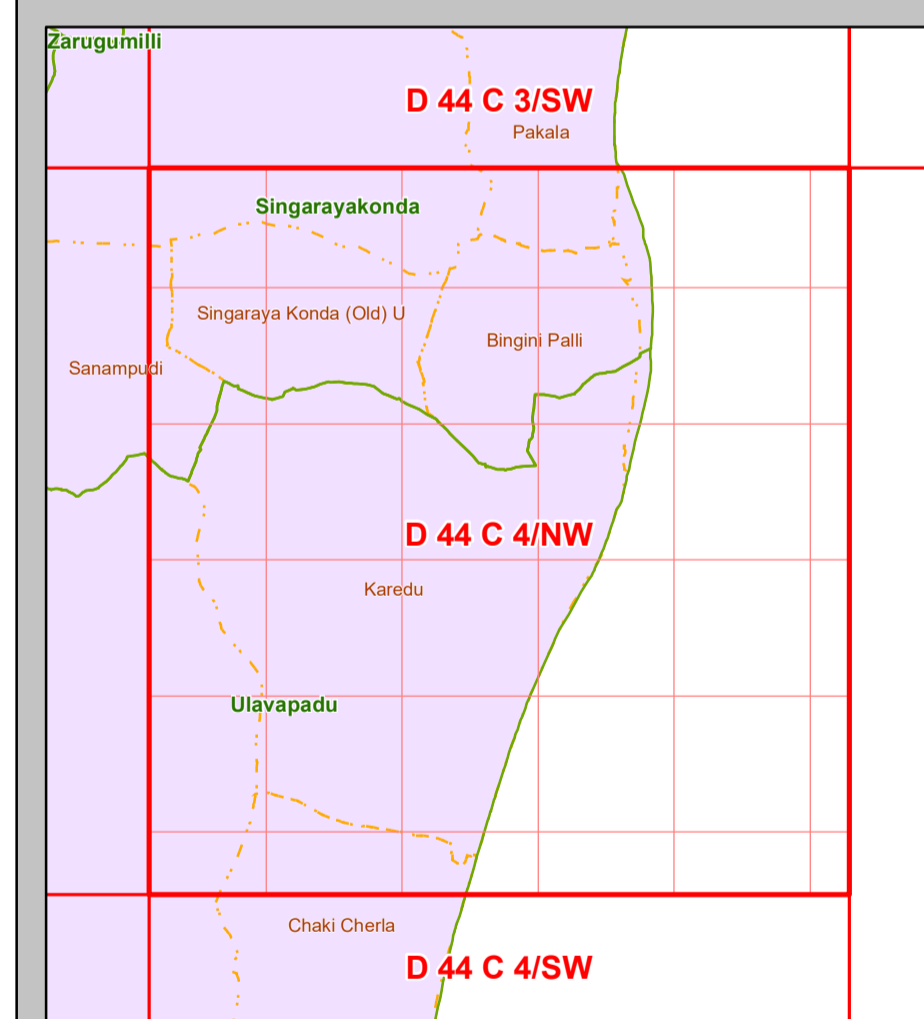 Zarugumilli
D 44 C 3/SW
Pakala
Singarayakonda
Singaraya Konda (Old) U
Bingini Palli
Sanampudi
D 44 C 4/NW
Karedu
Ulavapadu
Chaki Cherla
D 44 C 4/SW